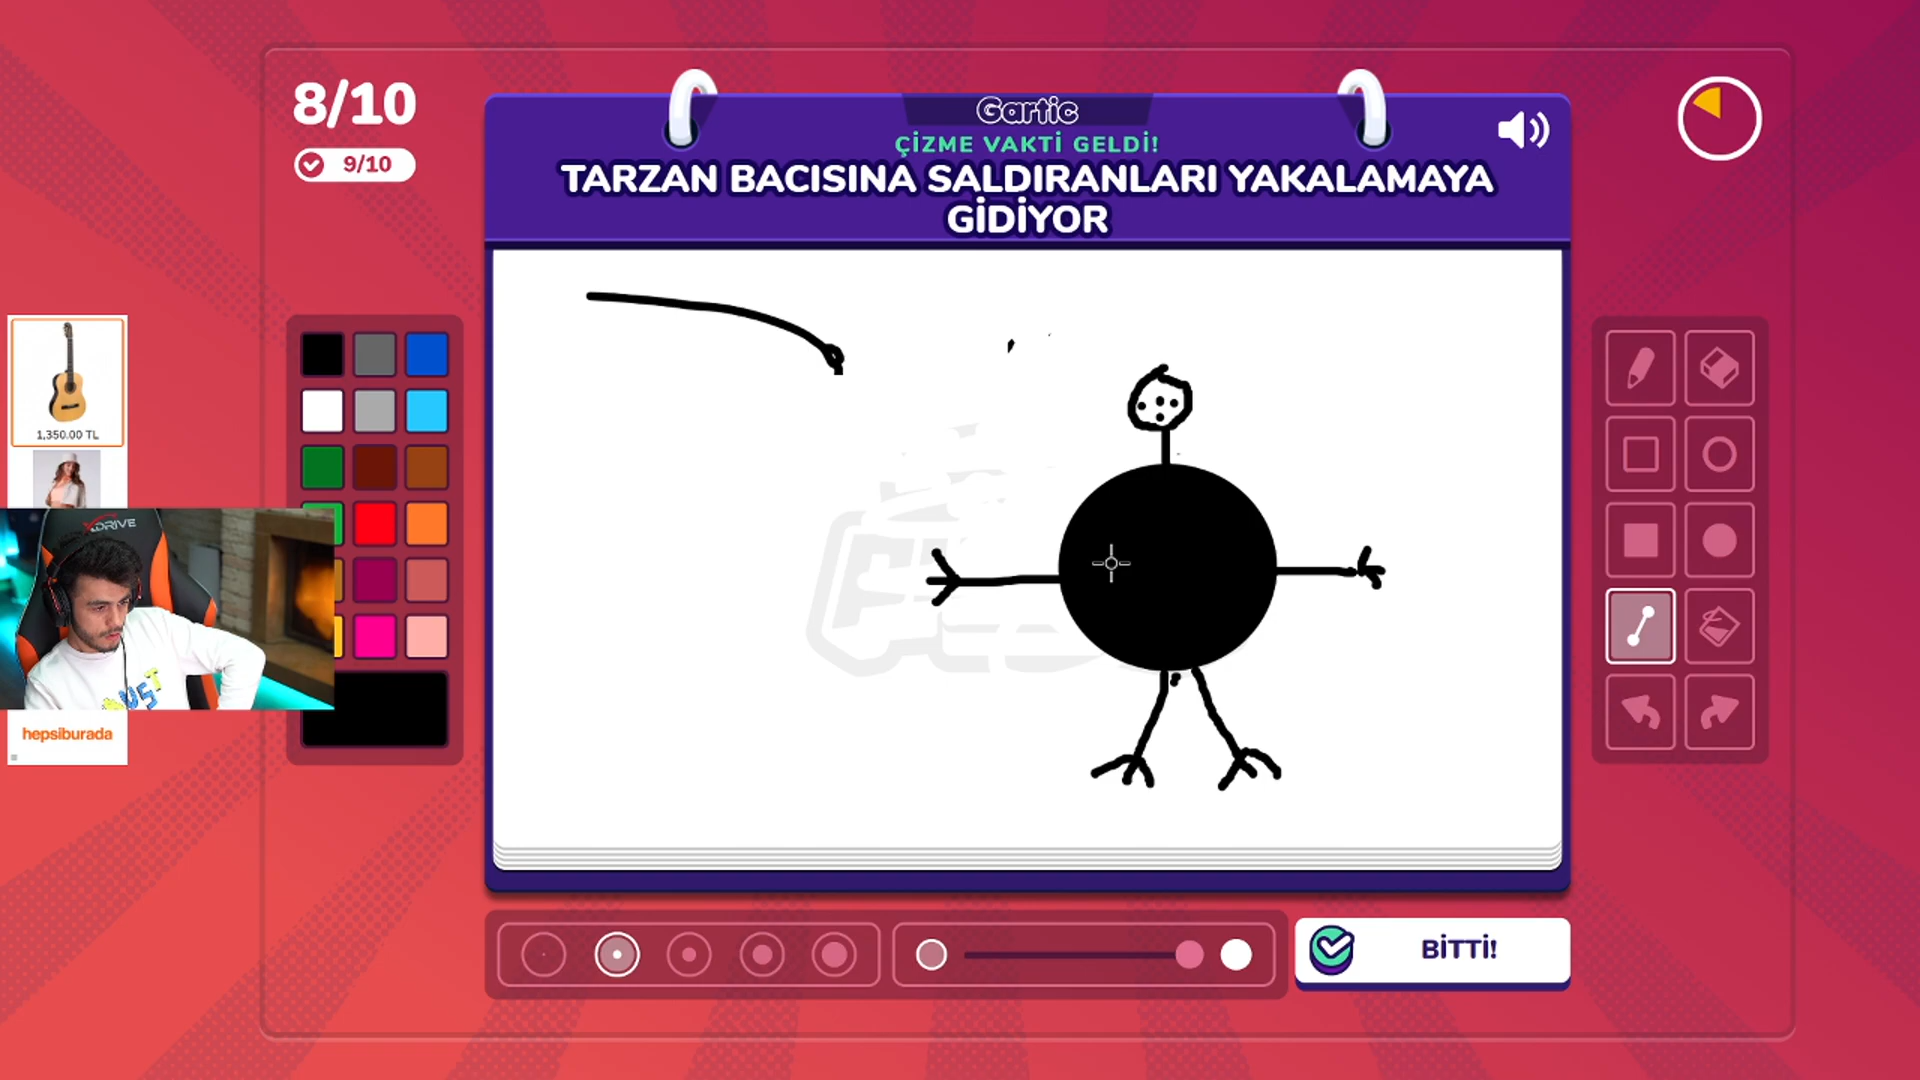 8/10
9/10
Gartic
ÇİZME VAKTİ GELDİ!
TARZAN BACISINA SALDIRANLARI YAKALAMAYA
GİDİYOR
1,350.00 TL
DRIVE
hepsiburada
BİTTİ!